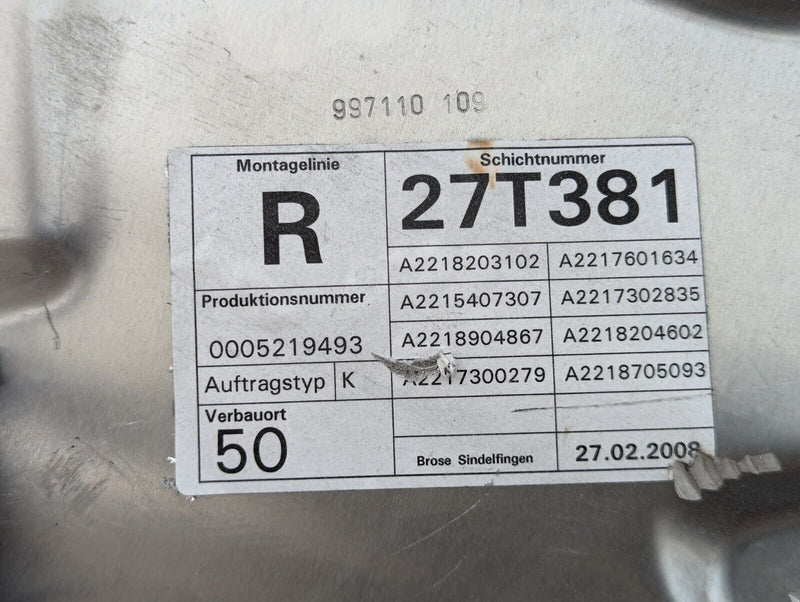 997110 109
Montagelinie
R
Schichtnummer
27T381
A2218203102 A2217601634
A2215407307 A2217302835
A2218904867 A2218204602
A2217300279 A2218705093
Produktionsnummer
0005219493
Auftragstyp K
Verbauort
50
Brose Sindelfingen
27.02.2008